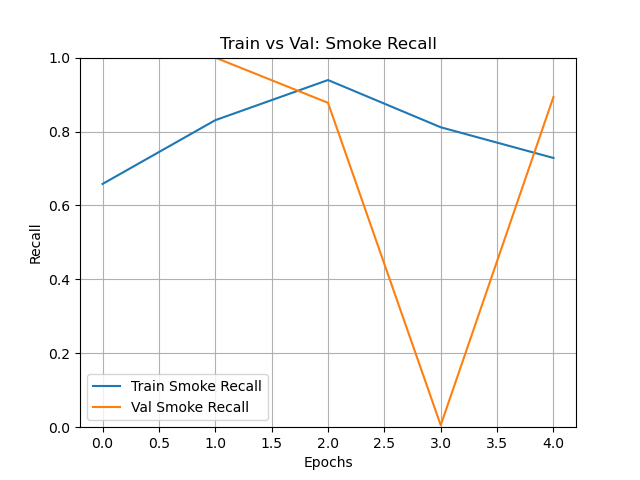 Train vs Val: Smoke Recall
1.0
0.8
0.6
0.4
0.2
0.0
Recall
Train Smoke Recall
Val Smoke Recall
0.0 0.5 1.0 1.5 2.0 2.5 3.0 3.5 4.0
Epochs